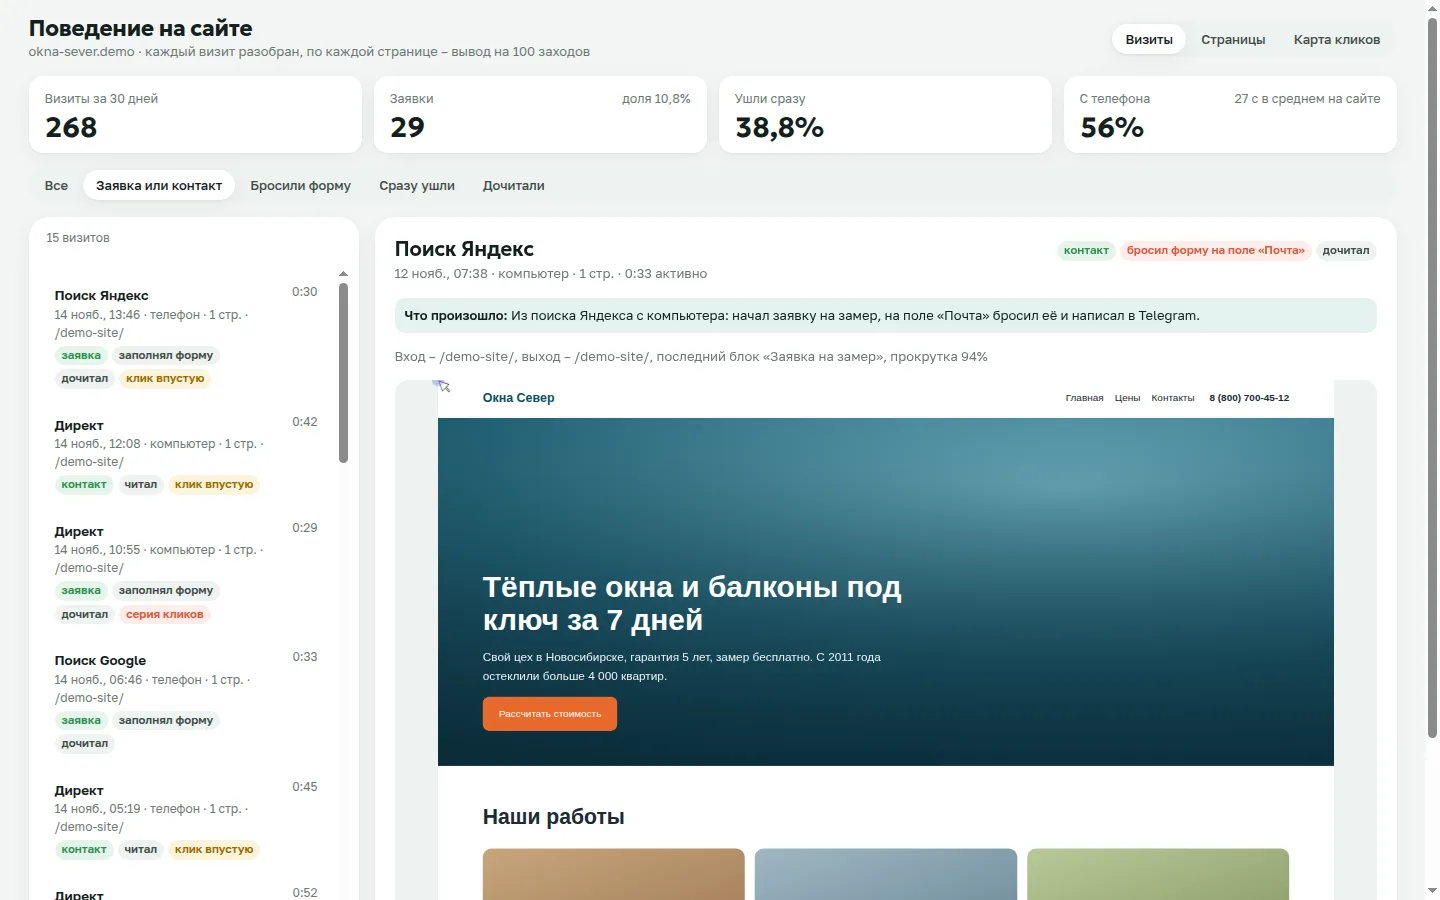 Поведение на сайте
okna-sever.demo · каждый визит разобран, по каждой странице – вывод на 100 заходов
Визиты Страницы Карта кликов
Визиты за 30 дней
268
Заявки доля 10,8%
29
Ушли сразу
38,8%
С телефона 27 с в среднем на сайте
56%
Все Заявка или контакт Бросили форму Сразу ушли Дочитали
15 визитов
Поиск Яндекс 0:30
14 нояб., 13:46 · телефон · 1 стр. ·
/demo-site/
заявка заполнял форму
дочитал клик впустую
Директ 0:42
14 нояб., 12:08 · компьютер · 1 стр. ·
/demo-site/
контакт читал клик впустую
Директ 0:29
14 нояб., 10:55 · компьютер · 1 стр. ·
/demo-site/
заявка заполнял форму
дочитал серия кликов
Поиск Google 0:33
14 нояб., 06:46 · телефон · 1 стр. ·
/demo-site/
заявка заполнял форму
дочитал
Директ 0:45
14 нояб., 05:19 · телефон · 1 стр. ·
/demo-site/
контакт читал клик впустую
Директ 0:52
Поиск Яндекс
контакт бросил форму на поле «Почта» дочитал
12 нояб., 07:38 · компьютер · 1 стр. · 0:33 активно
Что произошло: Из поиска Яндекса с компьютера: начал заявку на замер, на поле «Почта» бросил её и написал в Telegram.
Вход – /demo-site/, выход – /demo-site/, последний блок «Заявка на замер», прокрутка 94%
Окна Север Главная Цены Контакты 8 (800) 700-45-12
Тёплые окна и балконы под
ключ за 7 дней
Свой цех в Новосибирске, гарантия 5 лет, замер бесплатно. С 2011 года
остеклили больше 4 000 квартир.
Рассчитать стоимость
Наши работы